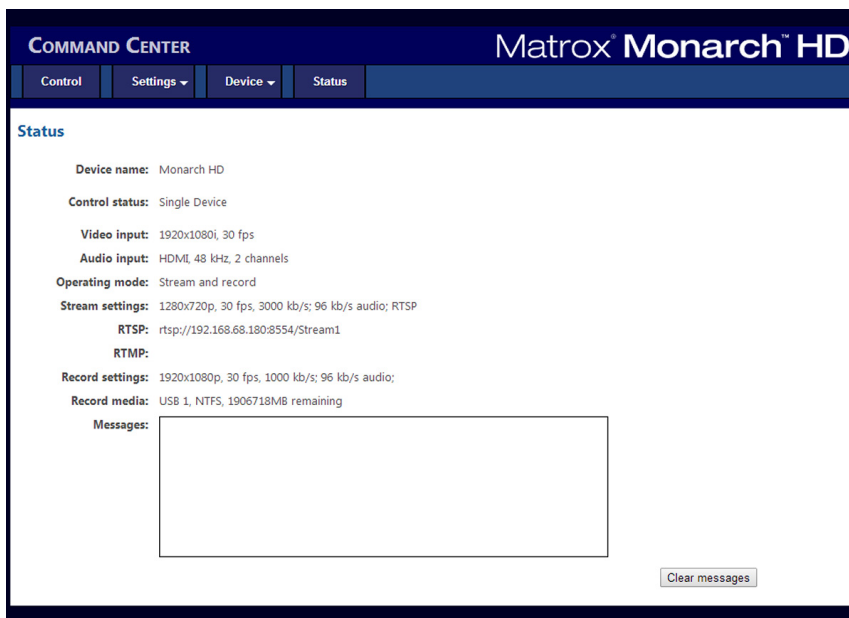 COMMAND CENTER
Matrox® Monarch™ HD
Control Settings Device Status
Status
Device name: Monarch HD
Control status: Single Device
Video input: 1920x1080i, 30 fps
Audio input: HDMI, 48 kHz, 2 channels
Operating mode: Stream and record
Stream settings: 1280x720p, 30 fps, 3000 kb/s; 96 kb/s audio; RTSP
RTSP: rtsp://192.168.68.180:8554/Stream1
RTMP:
Record settings: 1920x1080p, 30 fps, 1000 kb/s; 96 kb/s audio;
Record media: USB 1, NTFS, 1906718MB remaining
Messages:
Clear messages